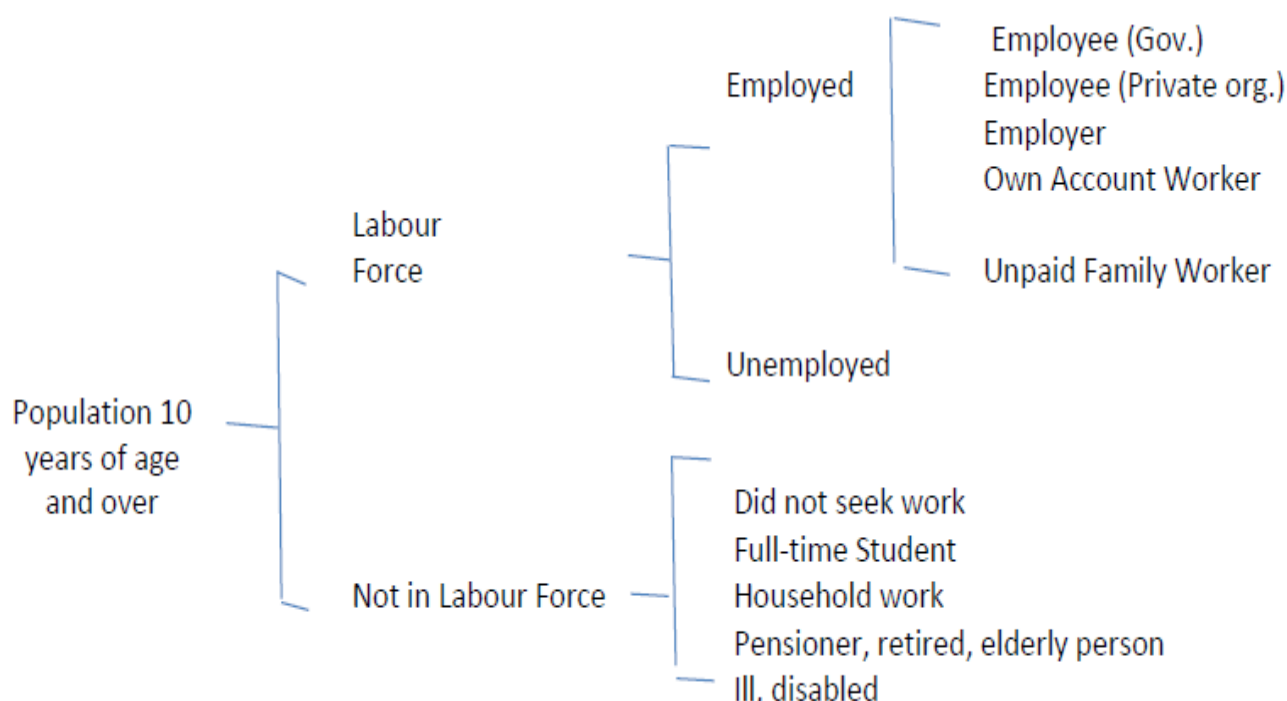 Employee (Gov.)
Employed
Employee (Private org.)
Employer
Own Account Worker
Labour
Force
Unpaid Family Worker
Unemployed
Population 10
years of age
and over
Did not seek work
Full-time Student
Not in Labour Force
Household work
Pensioner, retired, elderly person
Ill. disabled